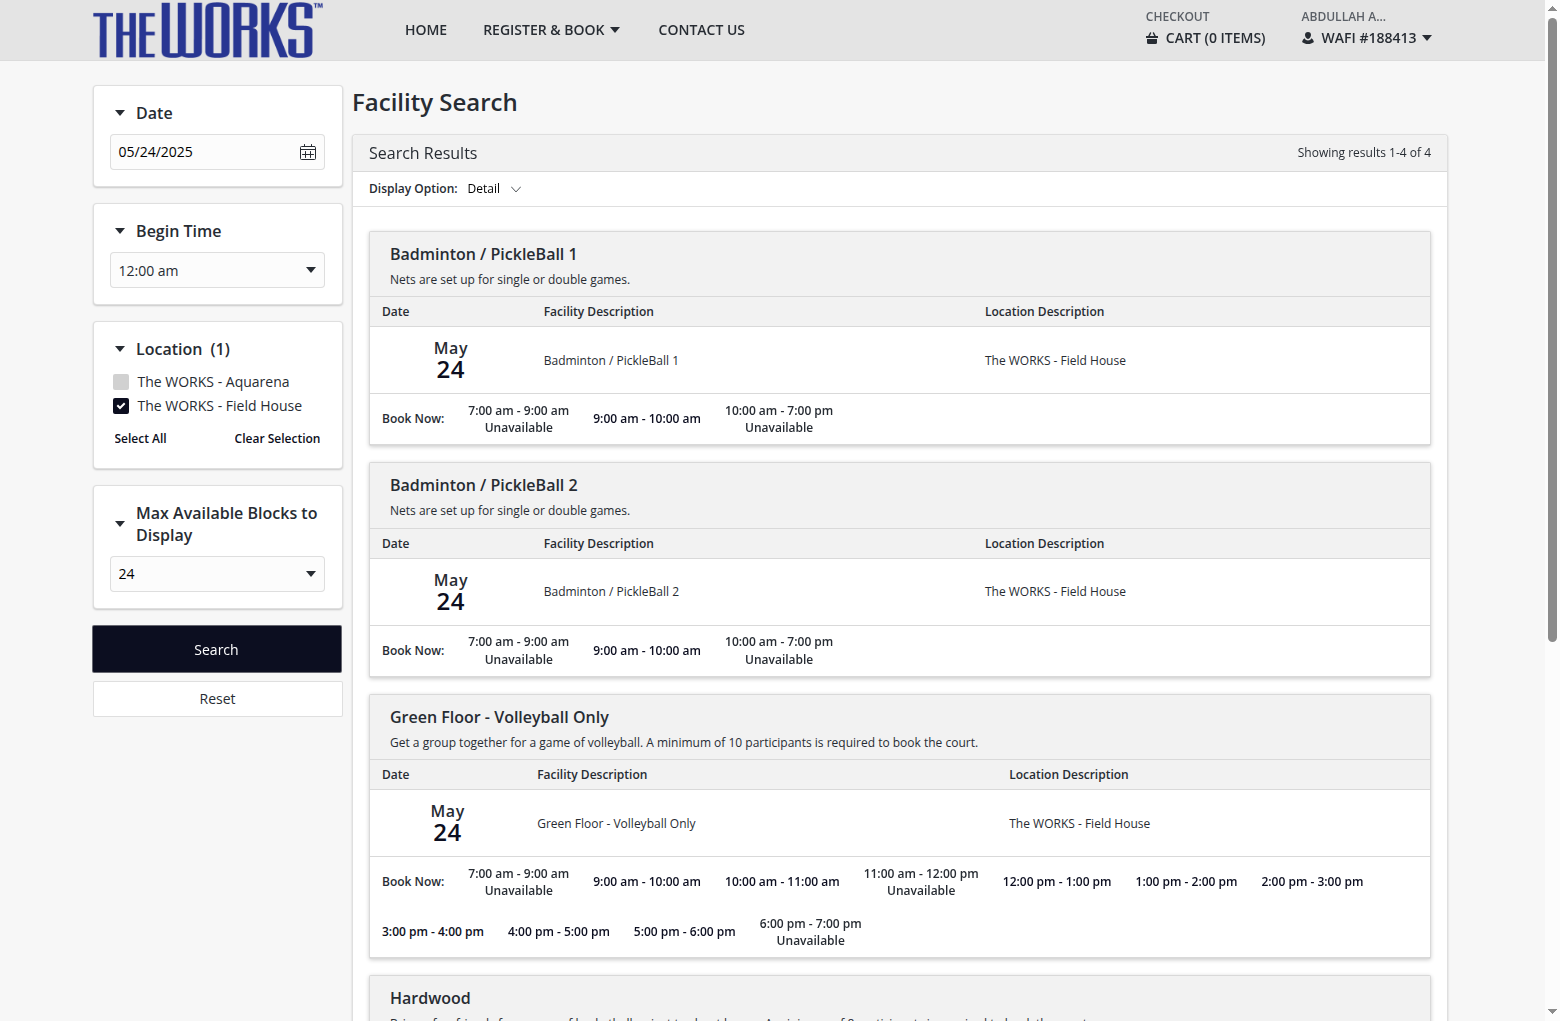 THE WORKS™
HOME
REGISTER & BOOK
CONTACT US
CHECKOUT
CART (0 ITEMS)
ABDULLAH A...
WAFI #188413
Date
05/24/2025
Begin Time
12:00 am
Location (1)
The WORKS - Aquarena
The WORKS - Field House
Select All Clear Selection
Max Available Blocks to
Display
24
Search
Reset
Facility Search
Search Results Showing results 1-4 of 4
Display Option: Detail
Badminton / PickleBall 1
Nets are set up for single or double games.
Date Facility Description Location Description
May
24
Badminton / PickleBall 1 The WORKS - Field House
Book Now:
7:00 am - 9:00 am
Unavailable
9:00 am - 10:00 am
10:00 am - 7:00 pm
Unavailable
Badminton / PickleBall 2
Nets are set up for single or double games.
Date Facility Description Location Description
May
24
Badminton / PickleBall 2 The WORKS - Field House
Book Now:
7:00 am - 9:00 am
Unavailable
9:00 am - 10:00 am
10:00 am - 7:00 pm
Unavailable
Green Floor - Volleyball Only
Get a group together for a game of volleyball. A minimum of 10 participants is required to book the court.
Date Facility Description Location Description
May
24
Green Floor - Volleyball Only The WORKS - Field House
Book Now:
7:00 am - 9:00 am
Unavailable
9:00 am - 10:00 am
10:00 am - 11:00 am
11:00 am - 12:00 pm
Unavailable
12:00 pm - 1:00 pm
1:00 pm - 2:00 pm
2:00 pm - 3:00 pm
3:00 pm - 4:00 pm
4:00 pm - 5:00 pm
5:00 pm - 6:00 pm
6:00 pm - 7:00 pm
Unavailable
Hardwood